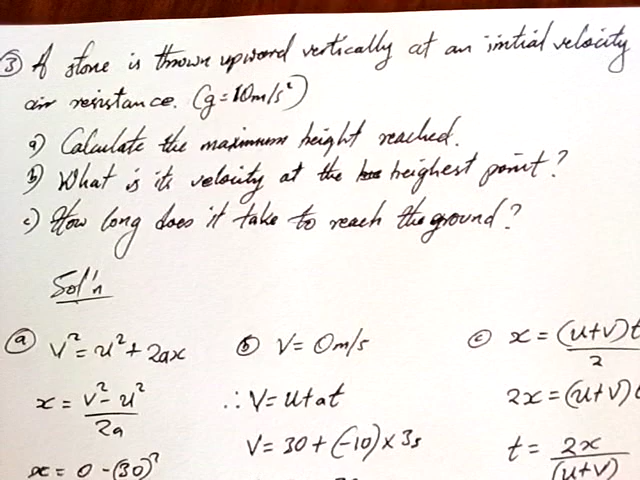 ③ A stone is thrown upward vertically at an initial velocity
air resistance. (g=10m/s²)
a) Calculate the maximum height reached.
b) What is its velocity at the heighest point?
c) How long does it take to reach the ground?
Sol'n
ⓐ v² = u² + 2ax
x = v² - u² / 2a
x = 0 - (30)²
ⓑ V = 0m/s
∴ V = u + at
V = 30 + (-10) × 3s
ⓒ x = (u+v)t / 2
2x = (u+v)t
t = 2x / (u+v)